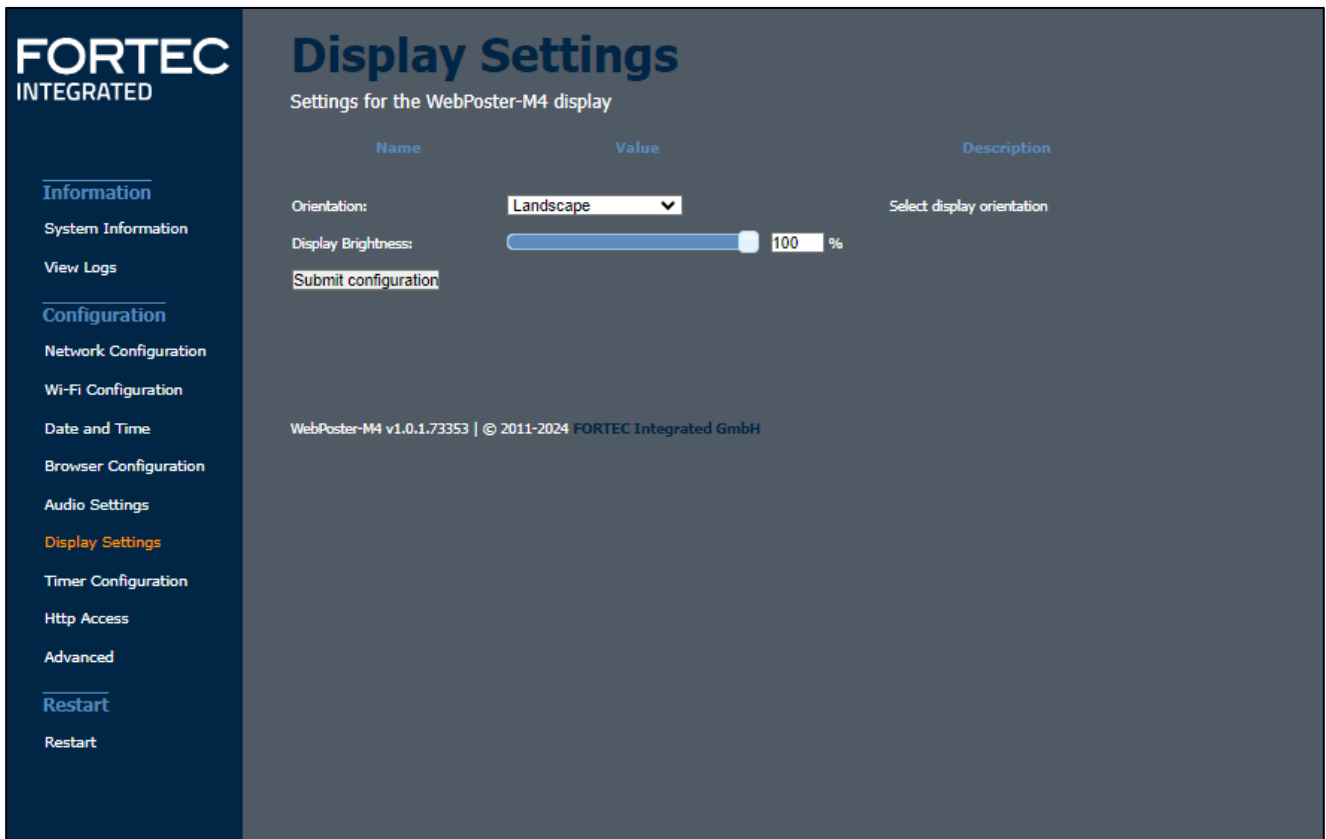 FORTEC
INTEGRATED
Information
System Information
View Logs
Configuration
Network Configuration
Wi-Fi Configuration
Date and Time
Browser Configuration
Audio Settings
Display Settings
Timer Configuration
Http Access
Advanced
Restart
Restart
Display Settings
Settings for the WebPoster-M4 display
Name Value Description
Orientation: Landscape Select display orientation
Display Brightness: 100 %
Submit configuration
WebPoster-M4 v1.0.1.73353 | © 2011-2024 FORTEC Integrated GmbH